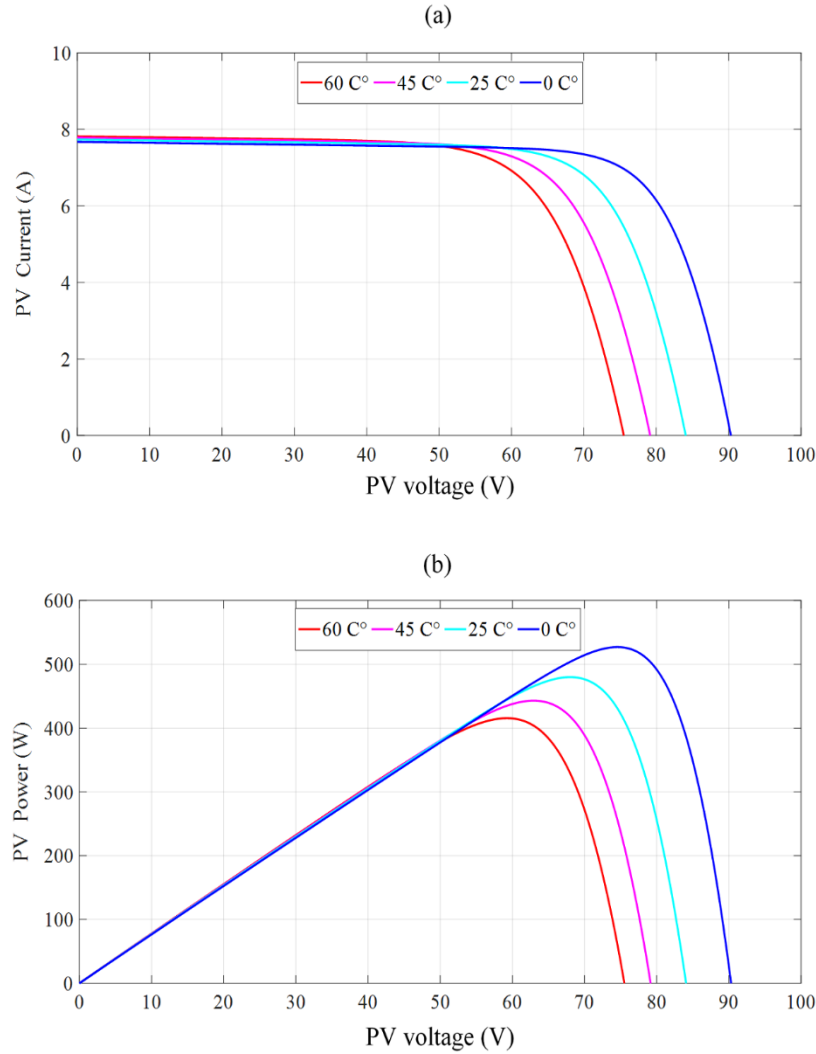 (a)
10
8
6
4
2
0
PV Current (A)
60 C° 45 C° 25 C° 0 C°
0 10 20 30 40 50 60 70 80 90 100
PV voltage (V)
(b)
600
500
400
300
200
100
0
PV Power (W)
60 C° 45 C° 25 C° 0 C°
0 10 20 30 40 50 60 70 80 90 100
PV voltage (V)